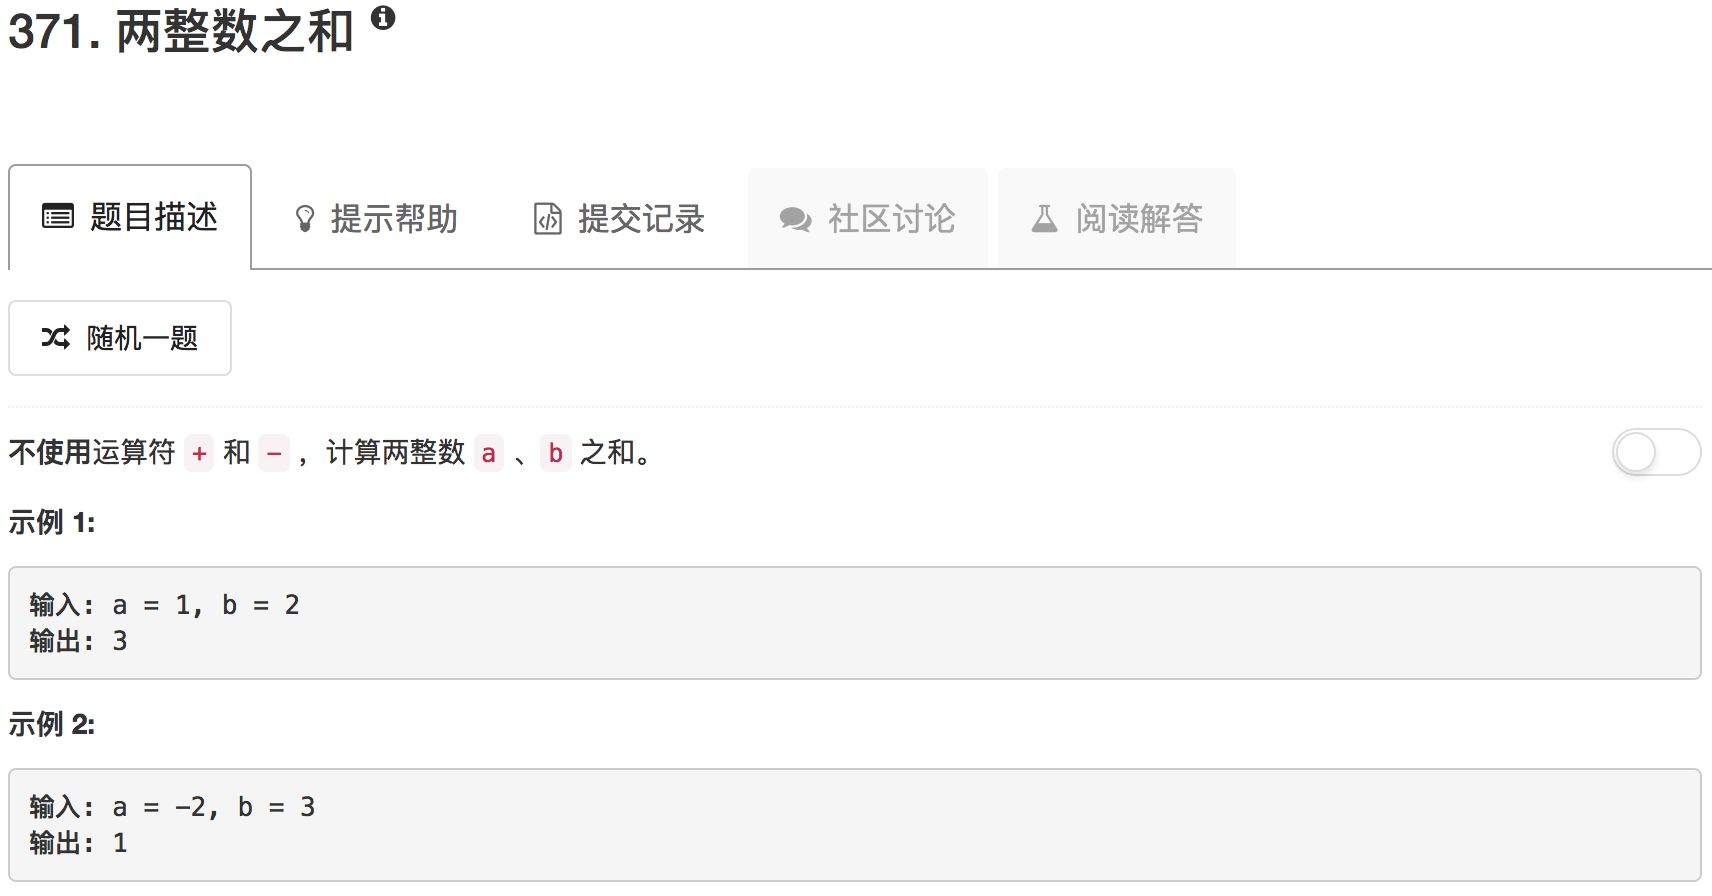 371. 两整数之和
题目描述 提示帮助 提交记录 社区讨论 阅读解答
随机一题
不使用运算符 + 和 - ，计算两整数 a 、 b 之和。
示例 1:
输入: a = 1, b = 2
输出: 3
示例 2:
输入: a = -2, b = 3
输出: 1